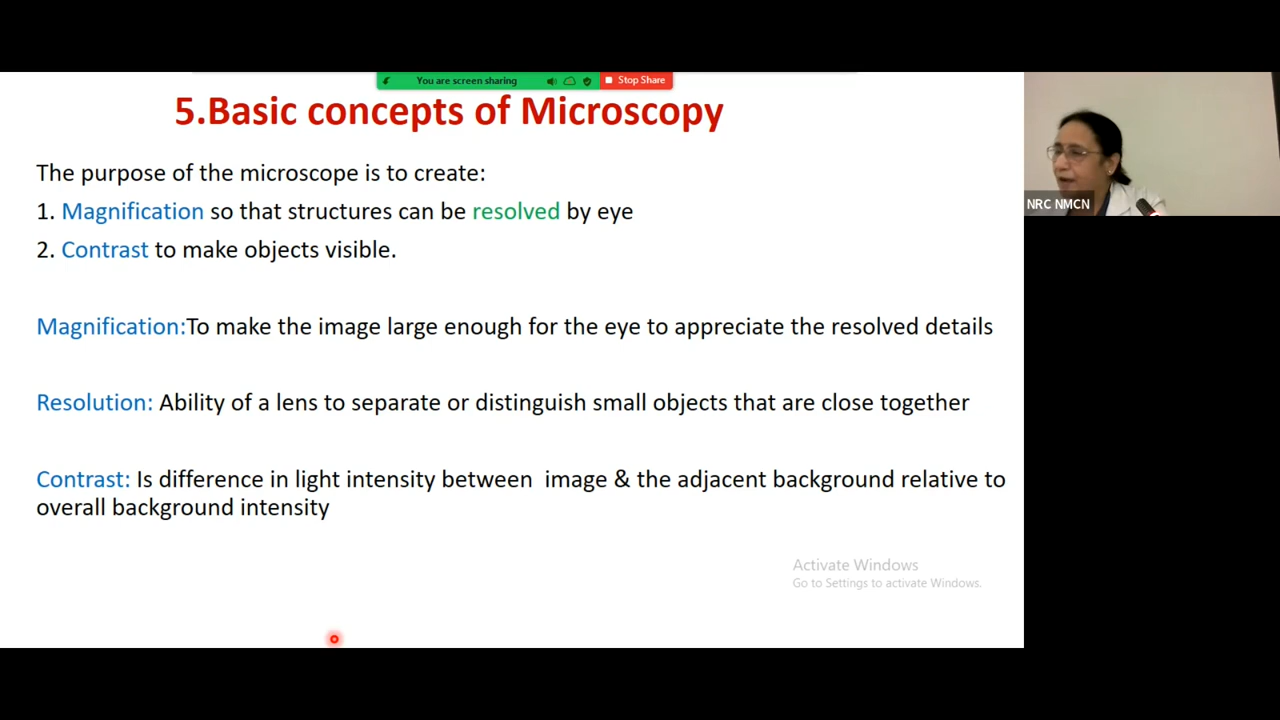 You are screen sharing
Stop Share
5.Basic concepts of Microscopy
The purpose of the microscope is to create:
1. Magnification so that structures can be resolved by eye
2. Contrast to make objects visible.
Magnification:To make the image large enough for the eye to appreciate the resolved details
Resolution: Ability of a lens to separate or distinguish small objects that are close together
Contrast: Is difference in light intensity between  image & the adjacent background relative to
overall background intensity
Activate Windows
Go to Settings to activate Windows.
NRC NMCN